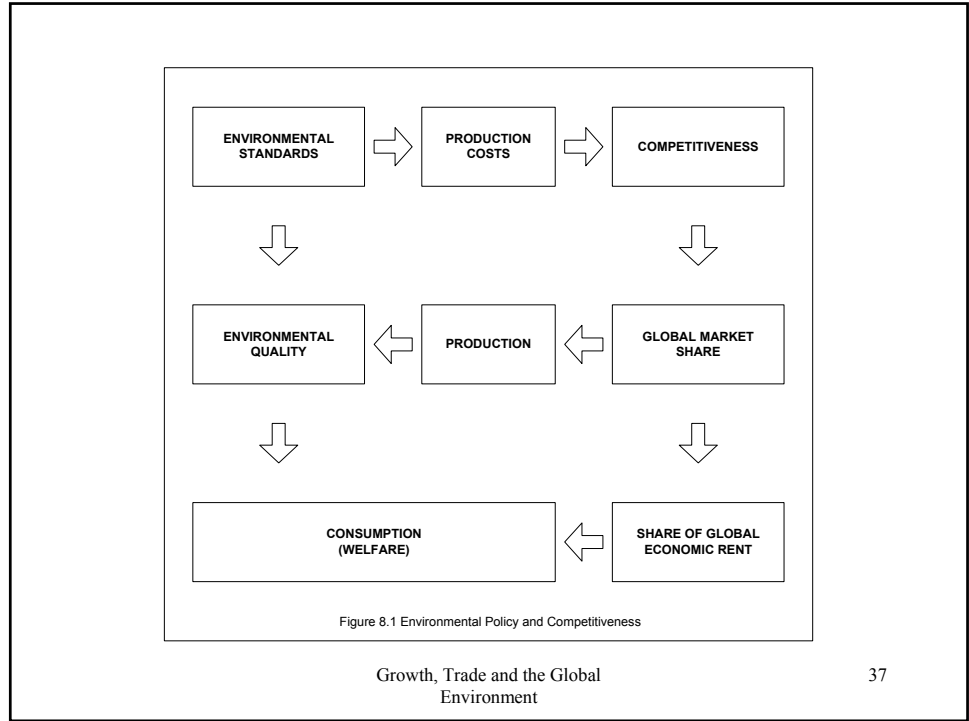 ENVIRONMENTAL
STANDARDS
PRODUCTION
COSTS
COMPETITIVENESS
ENVIRONMENTAL
QUALITY
PRODUCTION
GLOBAL MARKET
SHARE
CONSUMPTION
(WELFARE)
SHARE OF GLOBAL
ECONOMIC RENT
Figure 8.1 Environmental Policy and Competitiveness
Growth, Trade and the Global
Environment
37